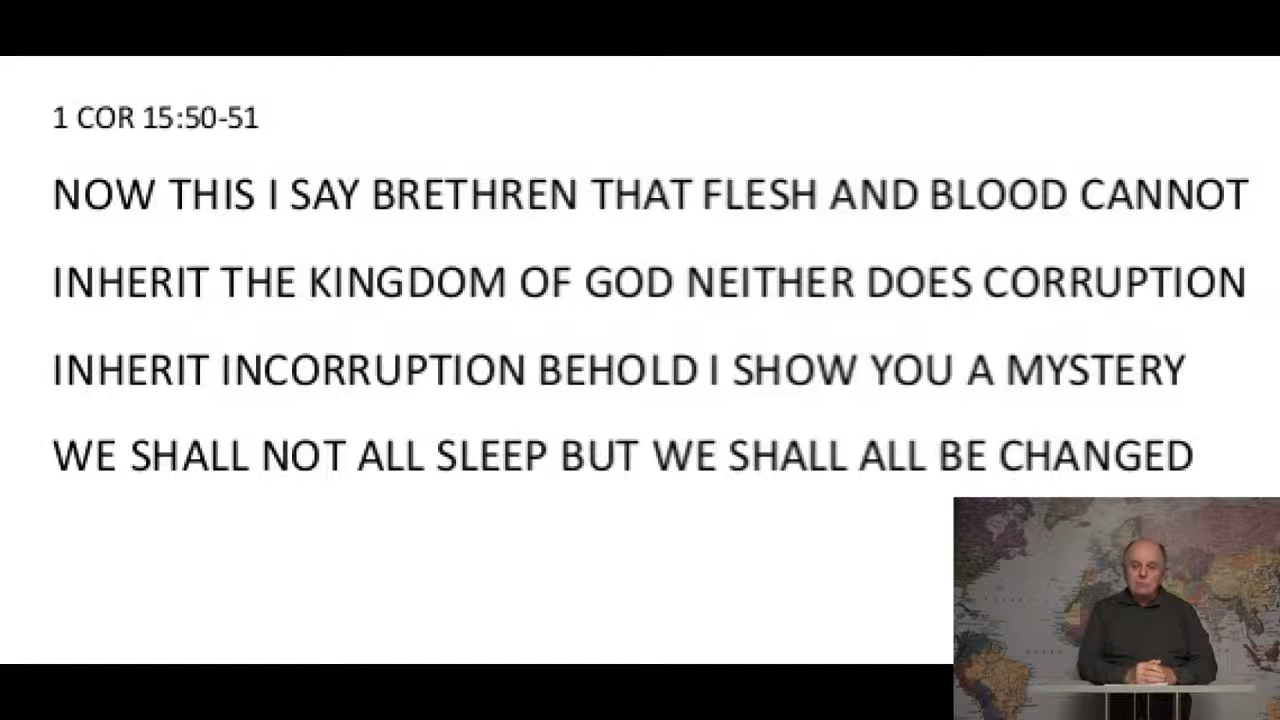 1 COR 15:50-51
NOW THIS I SAY BRETHREN THAT FLESH AND BLOOD CANNOT
INHERIT THE KINGDOM OF GOD NEITHER DOES CORRUPTION
INHERIT INCORRUPTION BEHOLD I SHOW YOU A MYSTERY
WE SHALL NOT ALL SLEEP BUT WE SHALL ALL BE CHANGED